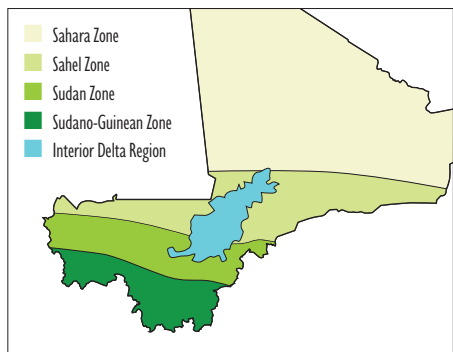 Sahara Zone
Sahel Zone
Sudan Zone
Sudano-Guinean Zone
Interior Delta Region